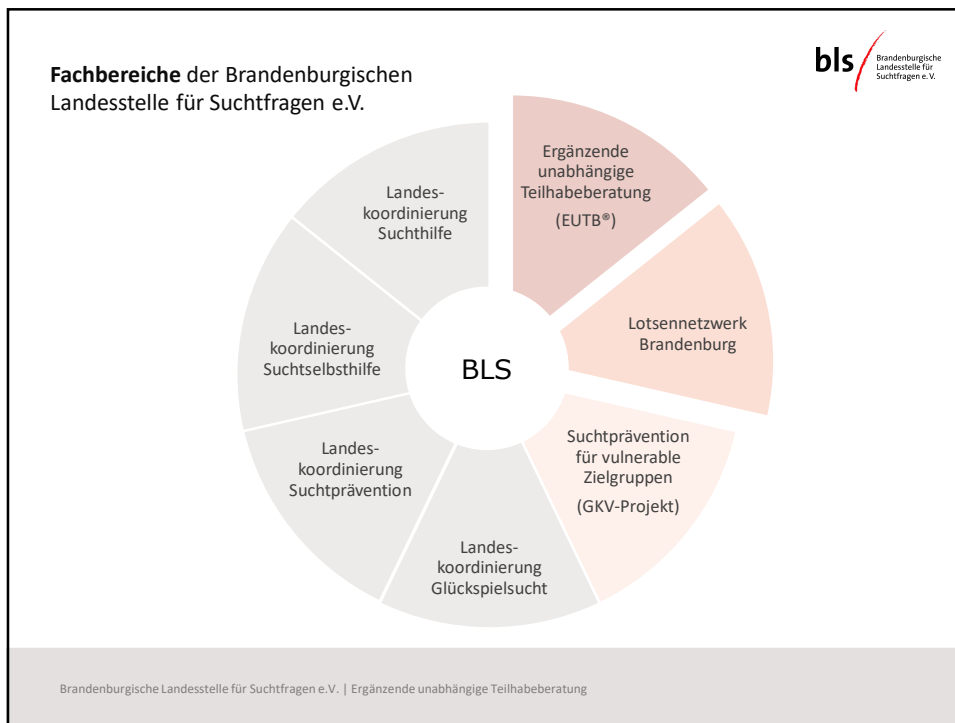 Fachbereiche der Brandenburgischen
Landesstelle für Suchtfragen e.V.
bls
Brandenburgische
Landesstelle für
Suchtfragen e. V.
Ergänzende
unabhängige
Teilhabeberatung
(EUTB®)
Lotsennetzwerk
Brandenburg
Suchtprävention
für vulnerable
Zielgruppen
(GKV-Projekt)
Landes-
koordinierung
Glückspielsucht
Landes-
koordinierung
Suchtprävention
Landes-
koordinierung
Suchtselbsthilfe
Landes-
koordinierung
Suchthilfe
BLS
Brandenburgische Landesstelle für Suchtfragen e.V. | Ergänzende unabhängige Teilhabeberatung